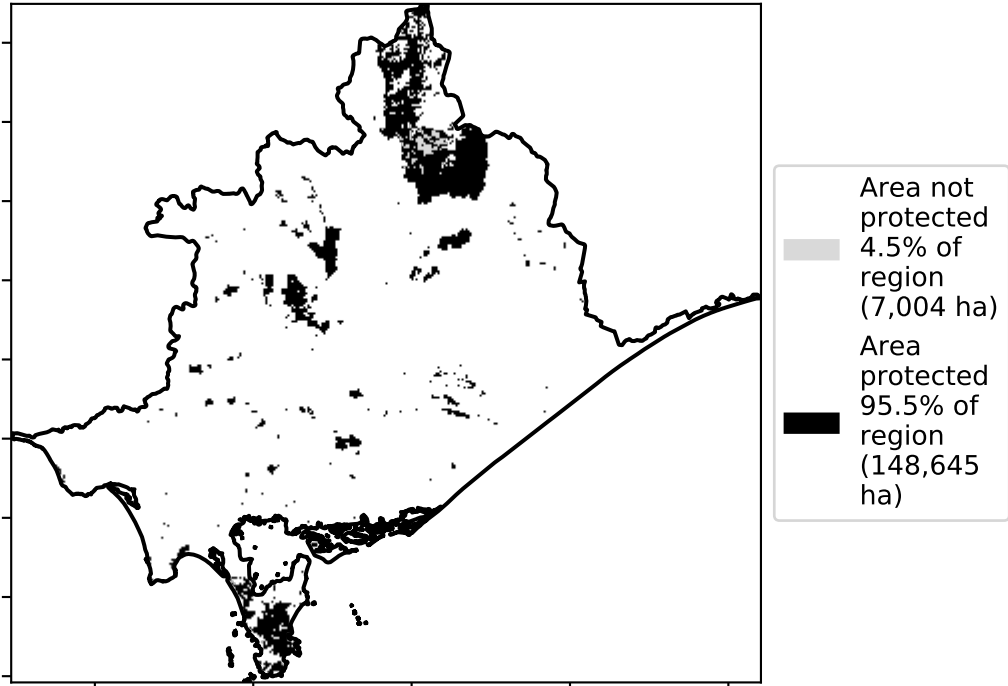 Area not
protected
4.5% of
region
(7,004 ha)
Area
protected
95.5% of
region
(148,645
ha)